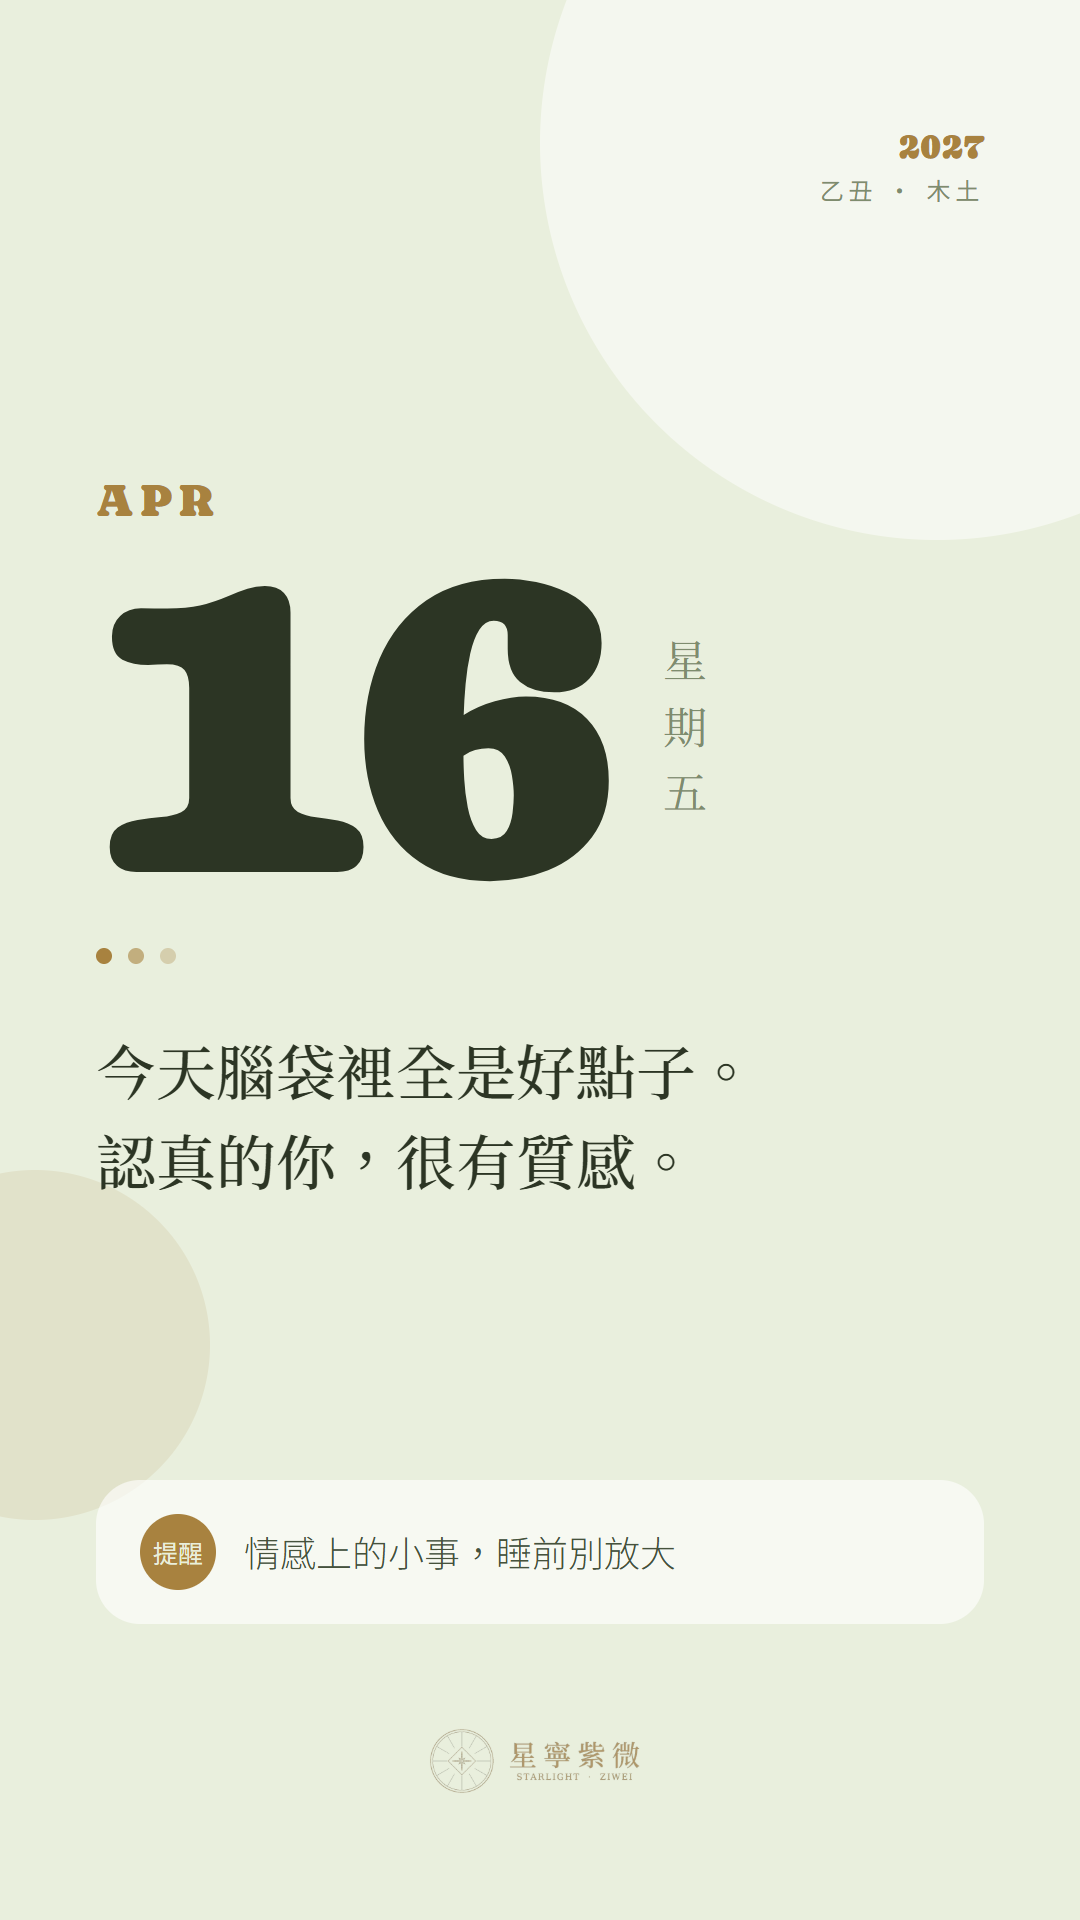 2027
乙丑 · 木土
APR
16
星期五
今天腦袋裡全是好點子。
認真的你，很有質感。
提醒
情感上的小事，睡前別放大
星寧紫微
STARLIGHT · ZIWEI